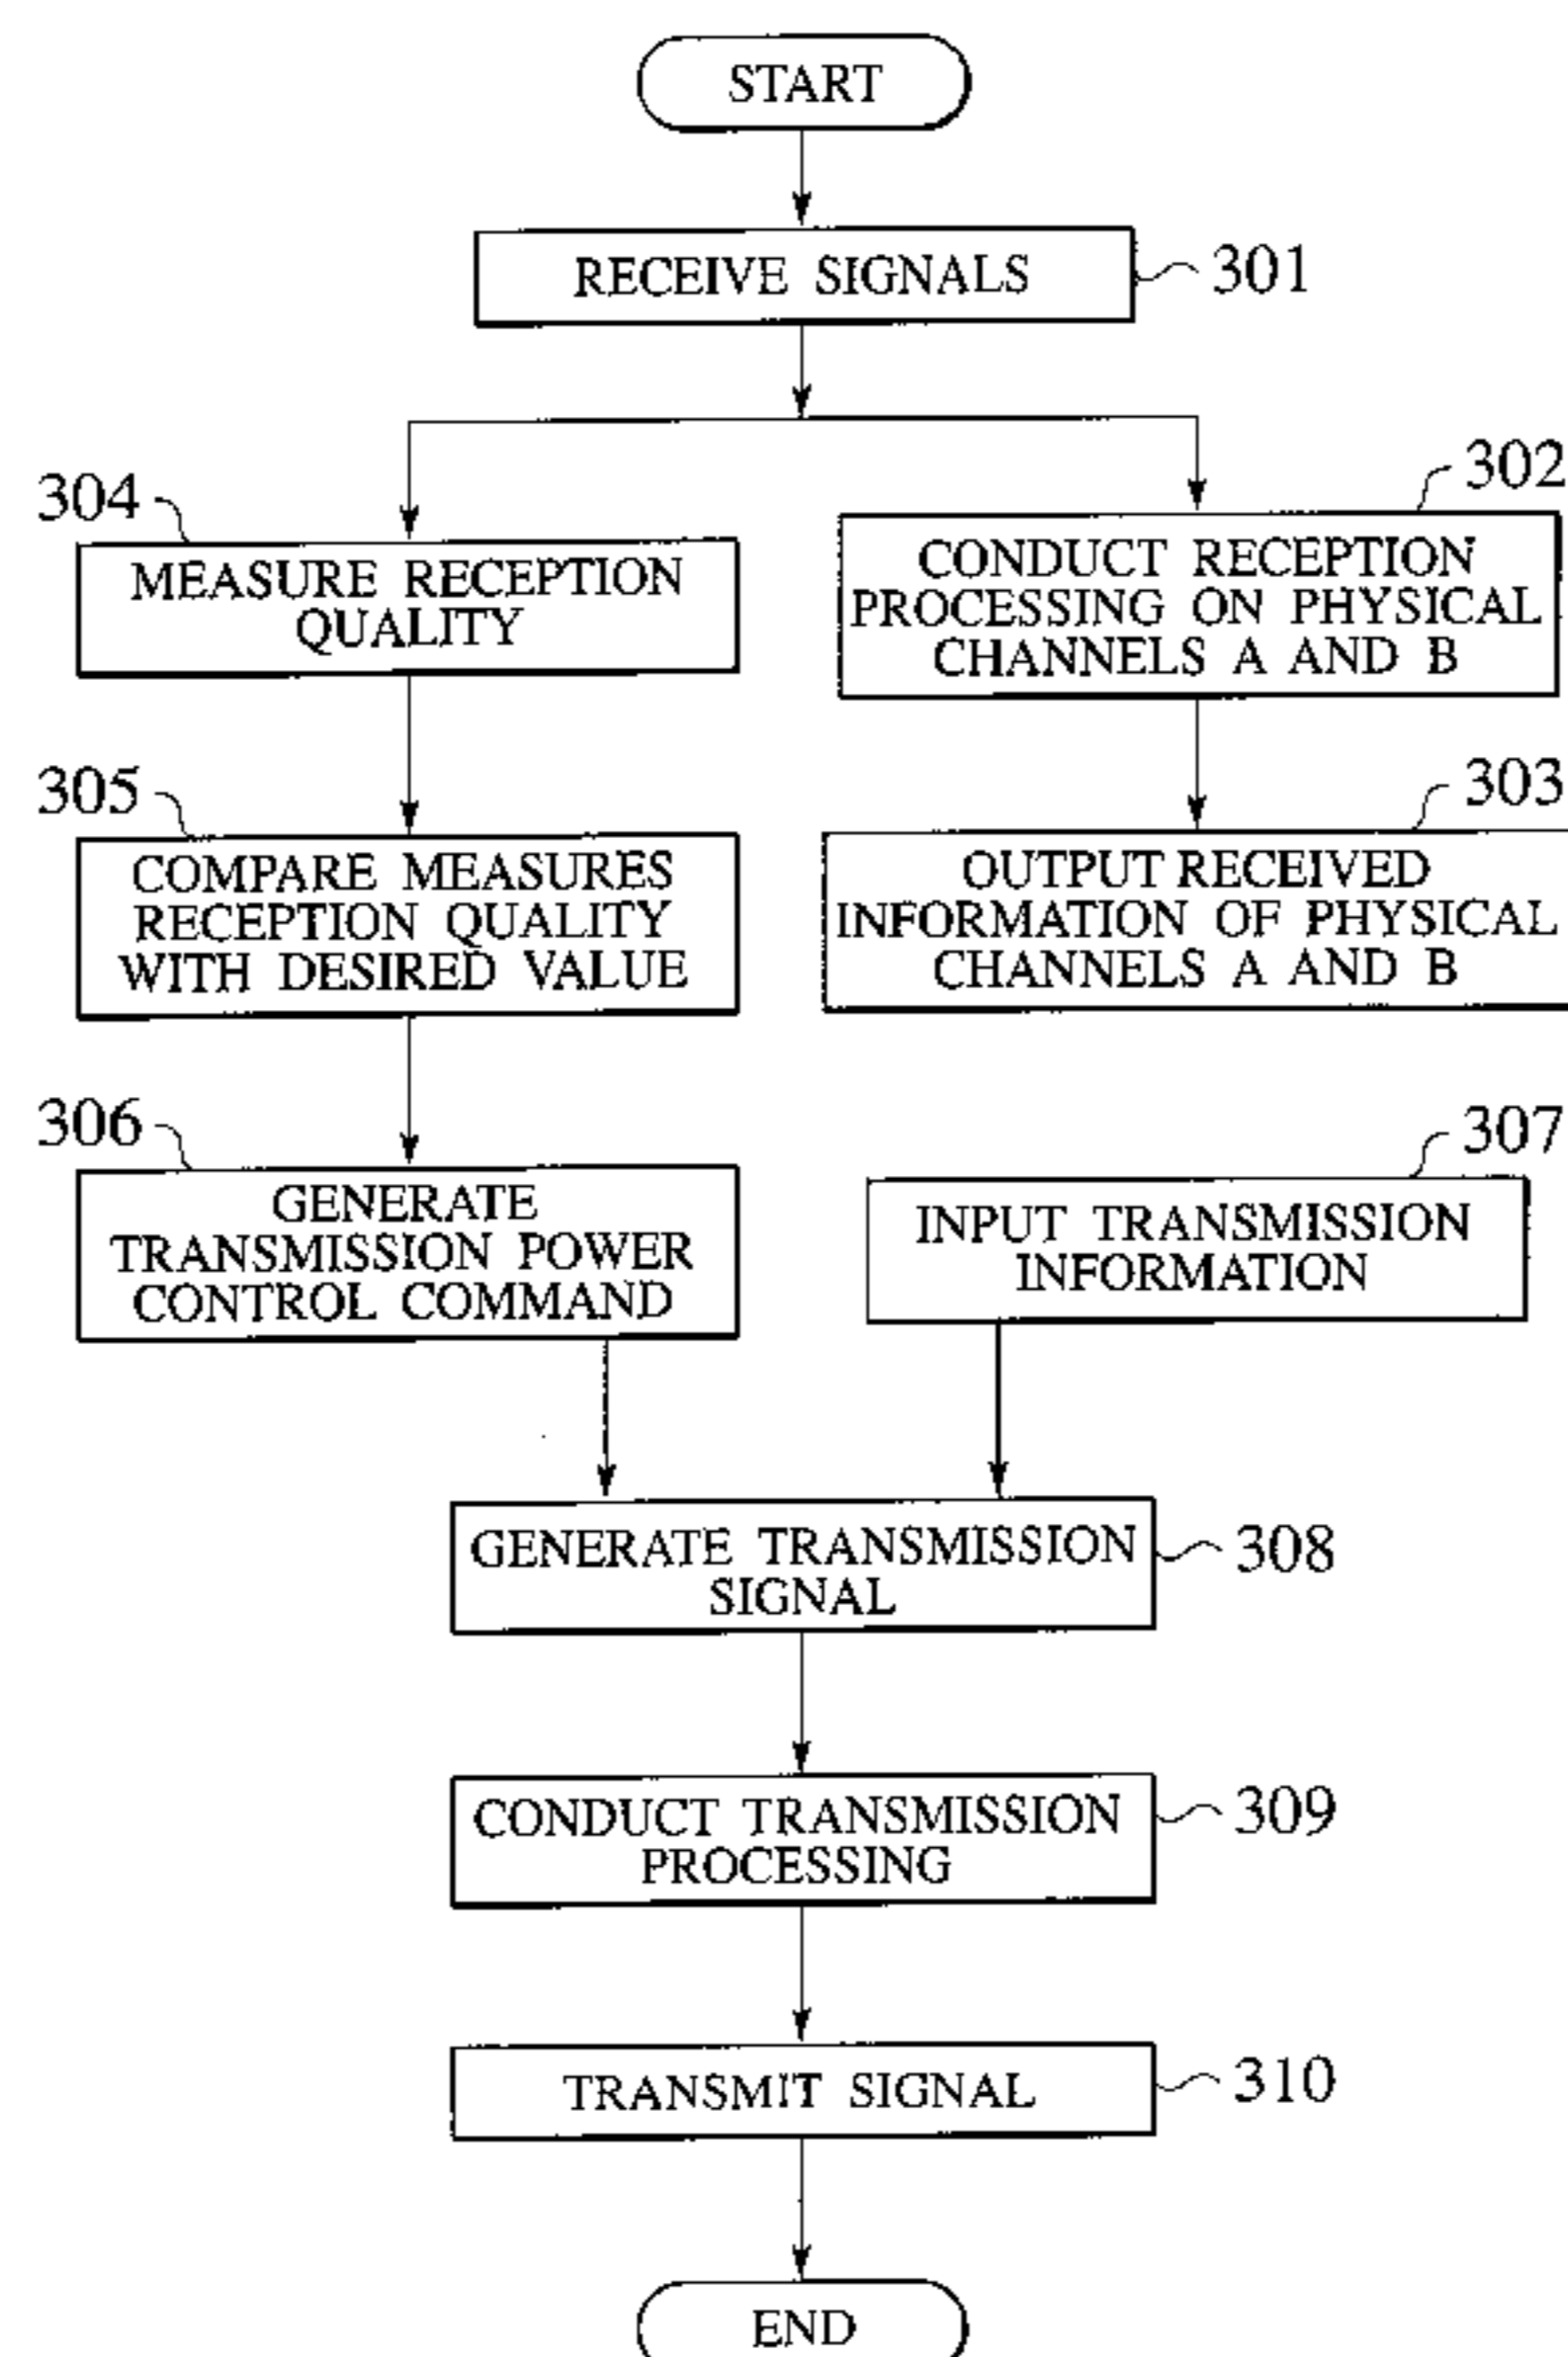 START
RECEIVE SIGNALS
301
304
MEASURE RECEPTION
QUALITY
302
CONDUCT RECEPTION
PROCESSING ON PHYSICAL
CHANNELS A AND B
305
COMPARE MEASURES
RECEPTION QUALITY
WITH DESIRED VALUE
303
OUTPUT RECEIVED
INFORMATION OF PHYSICAL
CHANNELS A AND B
306
GENERATE
TRANSMISSION POWER
CONTROL COMMAND
307
INPUT TRANSMISSION
INFORMATION
GENERATE TRANSMISSION
SIGNAL
308
CONDUCT TRANSMISSION
PROCESSING
309
TRANSMIT SIGNAL
310
END